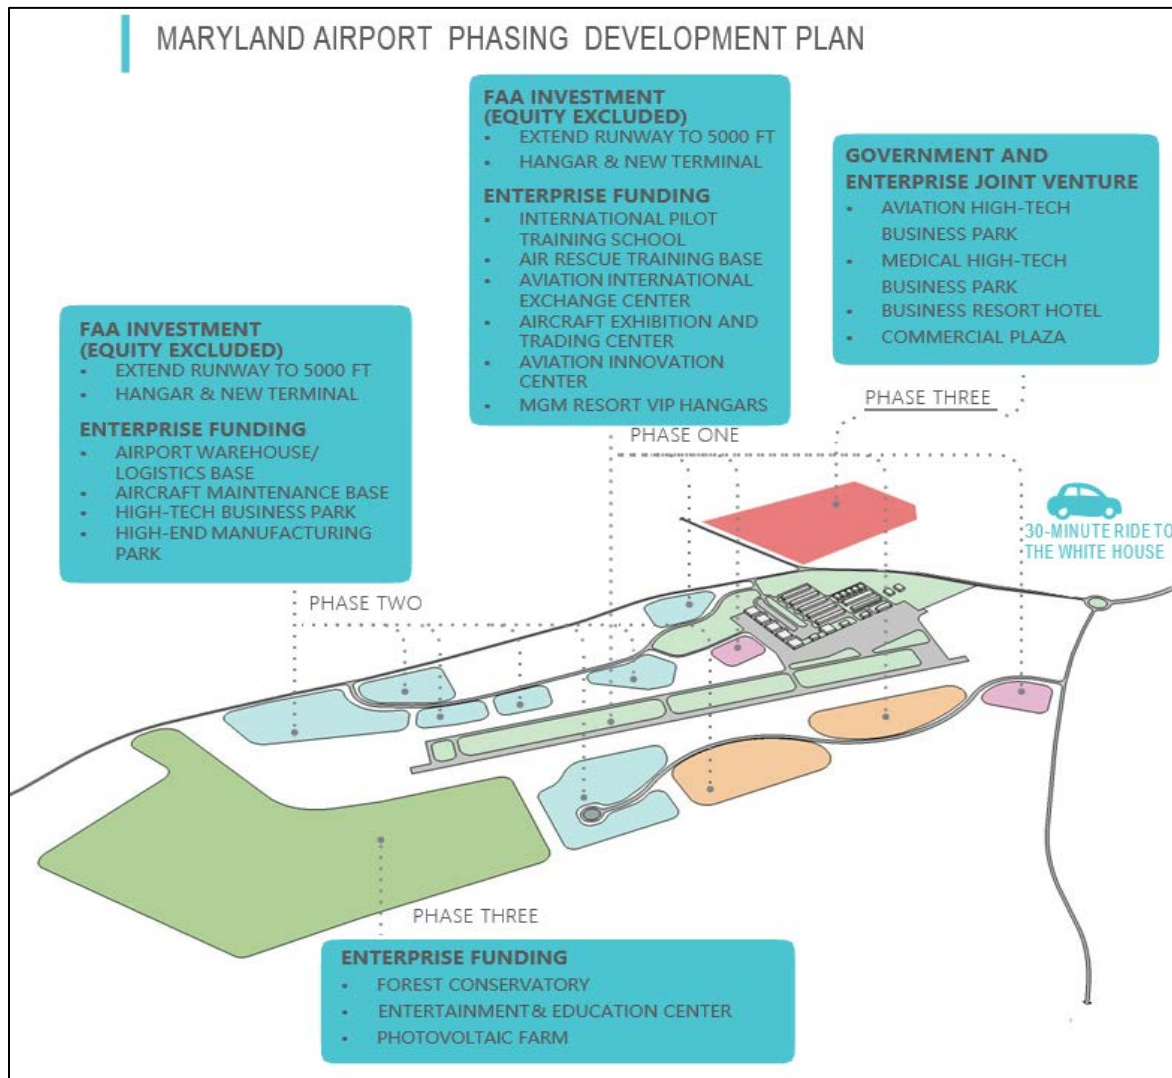 MARYLAND AIRPORT PHASING DEVELOPMENT PLAN
FAA INVESTMENT
(EQUITY EXCLUDED)
• EXTEND RUNWAY TO 5000 FT
• HANGAR & NEW TERMINAL
ENTERPRISE FUNDING
• INTERNATIONAL PILOT
TRAINING SCHOOL
• AIR RESCUE TRAINING BASE
• AVIATION INTERNATIONAL
EXCHANGE CENTER
• AIRCRAFT EXHIBITION AND
TRADING CENTER
• AVIATION INNOVATION
CENTER
• MGM RESORT VIP HANGARS
PHASE ONE
GOVERNMENT AND
ENTERPRISE JOINT VENTURE
• AVIATION HIGH-TECH
BUSINESS PARK
• MEDICAL HIGH-TECH
BUSINESS PARK
• BUSINESS RESORT HOTEL
• COMMERCIAL PLAZA
PHASE THREE
FAA INVESTMENT
(EQUITY EXCLUDED)
• EXTEND RUNWAY TO 5000 FT
• HANGAR & NEW TERMINAL
ENTERPRISE FUNDING
• AIRPORT WAREHOUSE/
LOGISTICS BASE
• AIRCRAFT MAINTENANCE BASE
• HIGH-TECH BUSINESS PARK
• HIGH-END MANUFACTURING
PARK
PHASE TWO
30-MINUTE RIDE TO
THE WHITE HOUSE
PHASE THREE
ENTERPRISE FUNDING
• FOREST CONSERVATORY
• ENTERTAINMENT& EDUCATION CENTER
• PHOTOVOLTAIC FARM